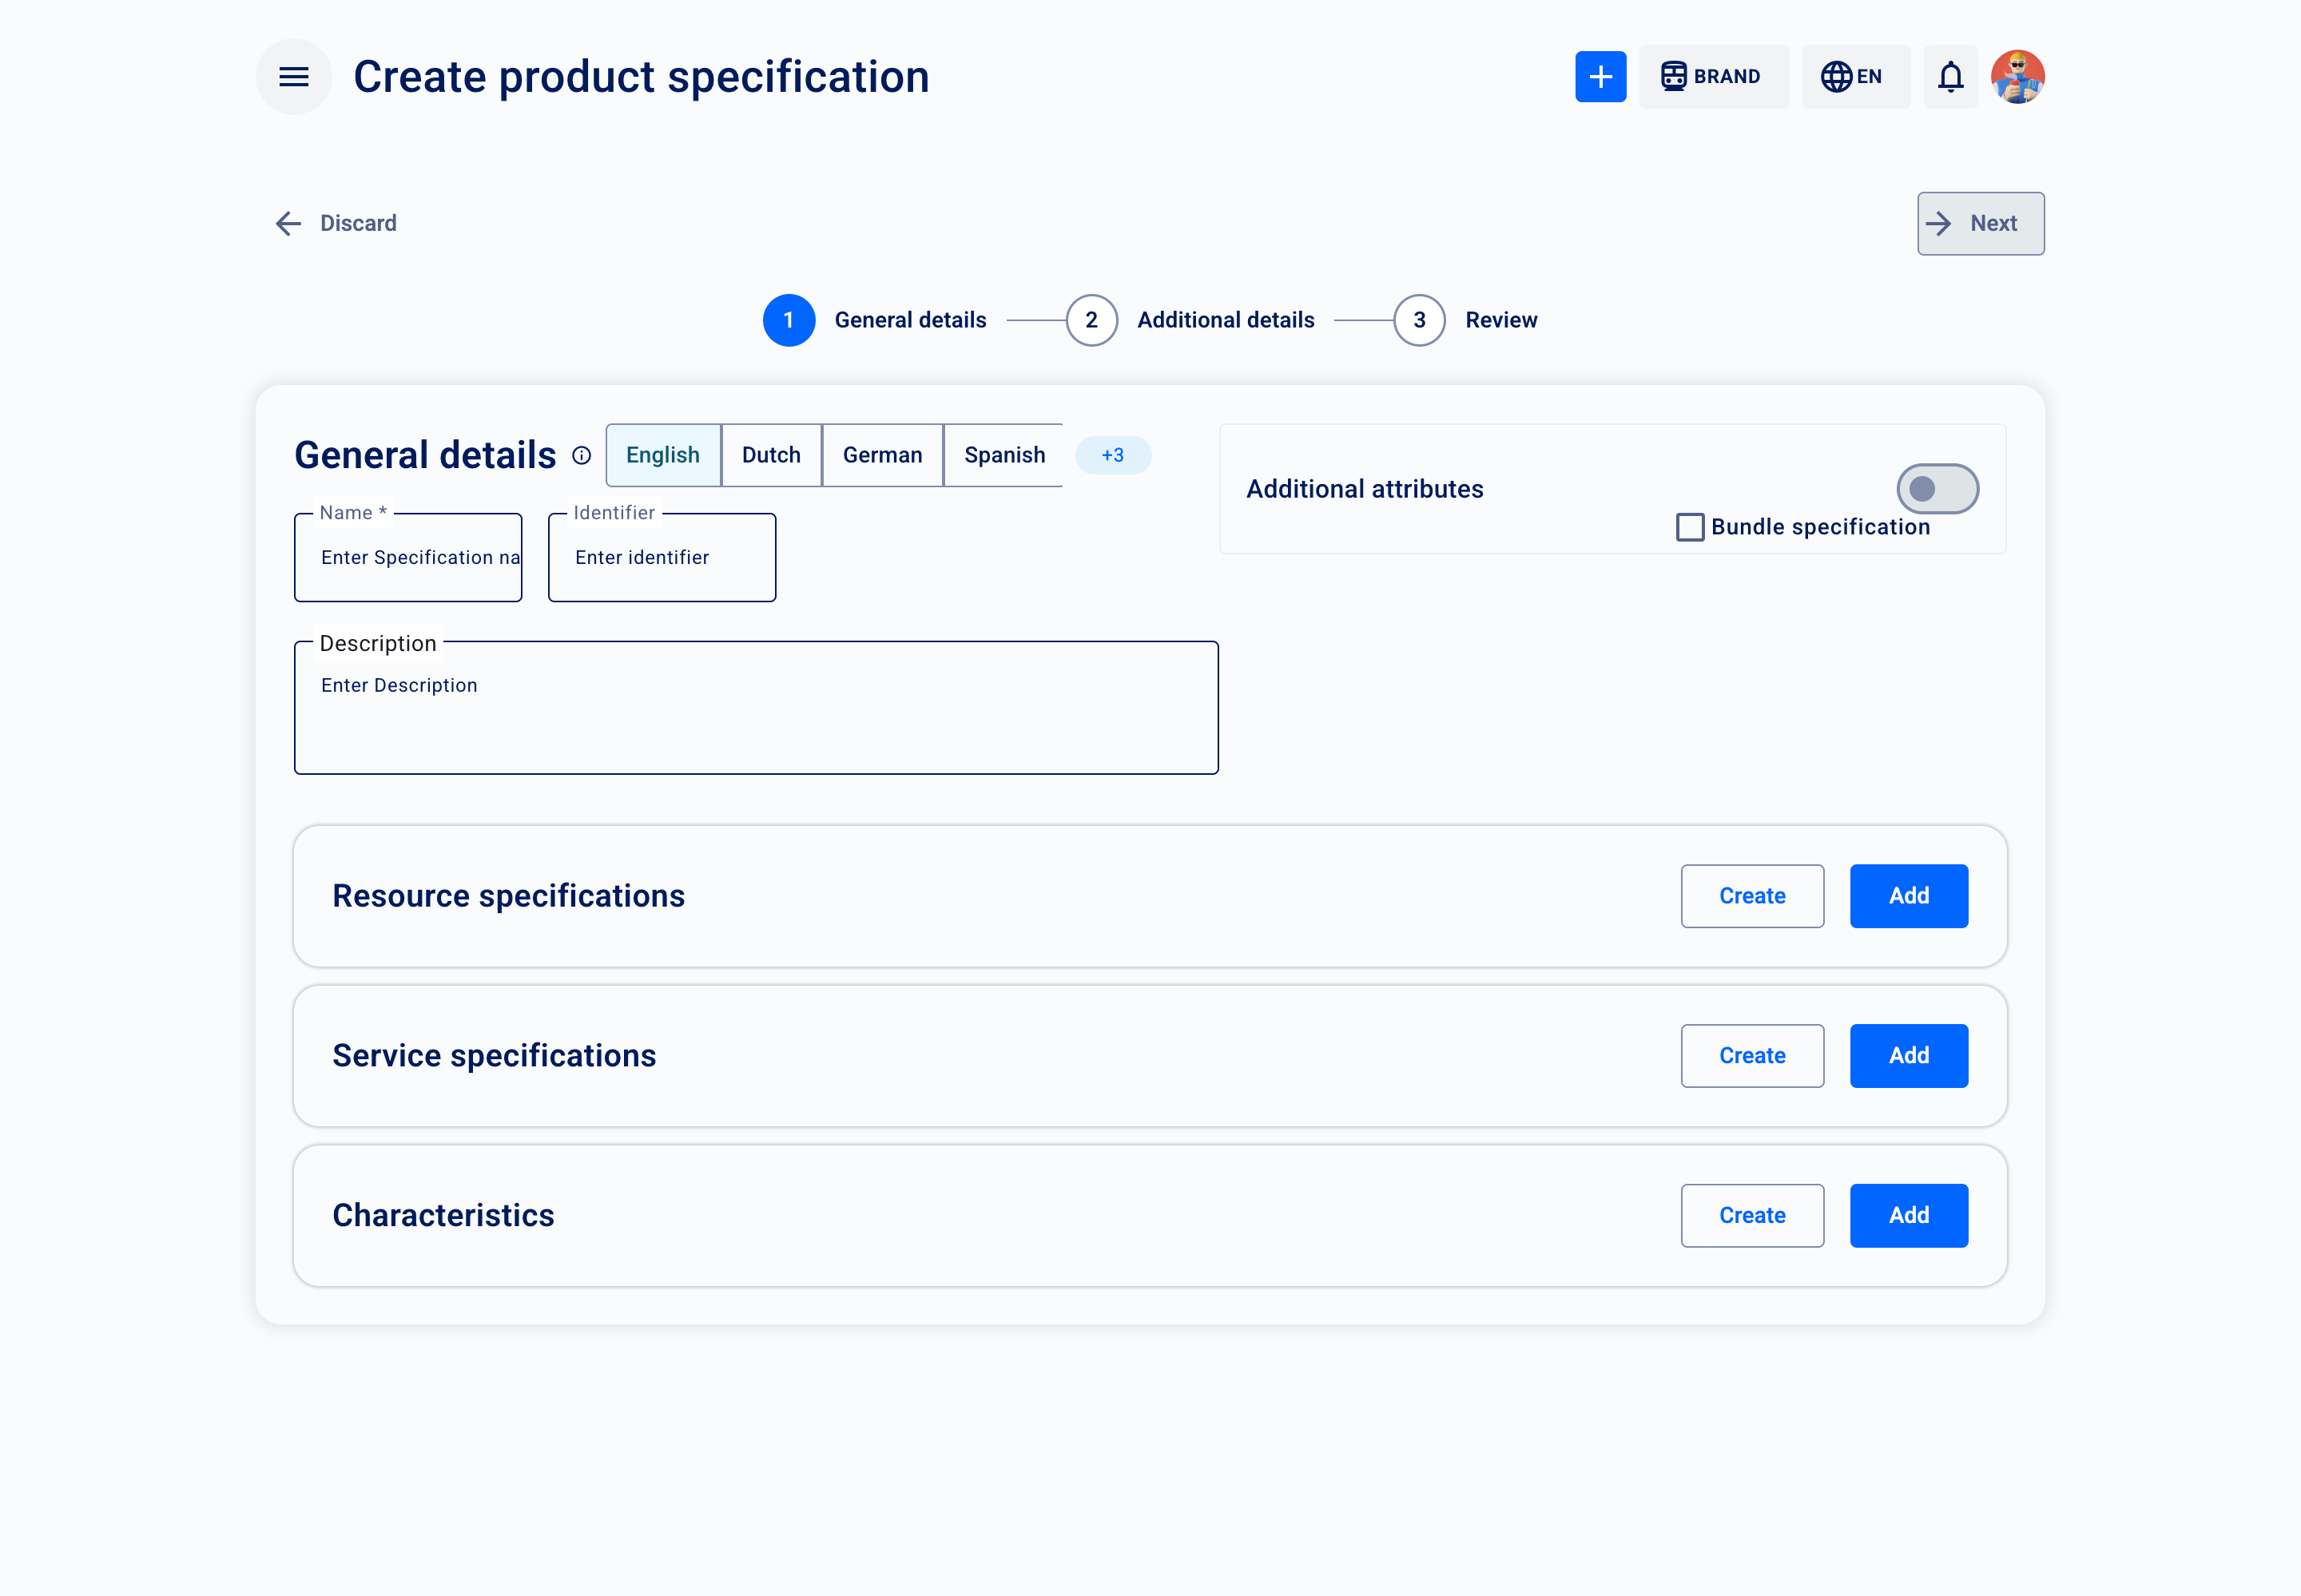 Create product specification
BRAND
EN
Discard
Next
1 General details
2 Additional details
3 Review
General details
English
Dutch
German
Spanish
+3
Additional attributes
Bundle specification
Name *
Enter Specification na
Identifier
Enter identifier
Description
Enter Description
Resource specifications
Create
Add
Service specifications
Create
Add
Characteristics
Create
Add